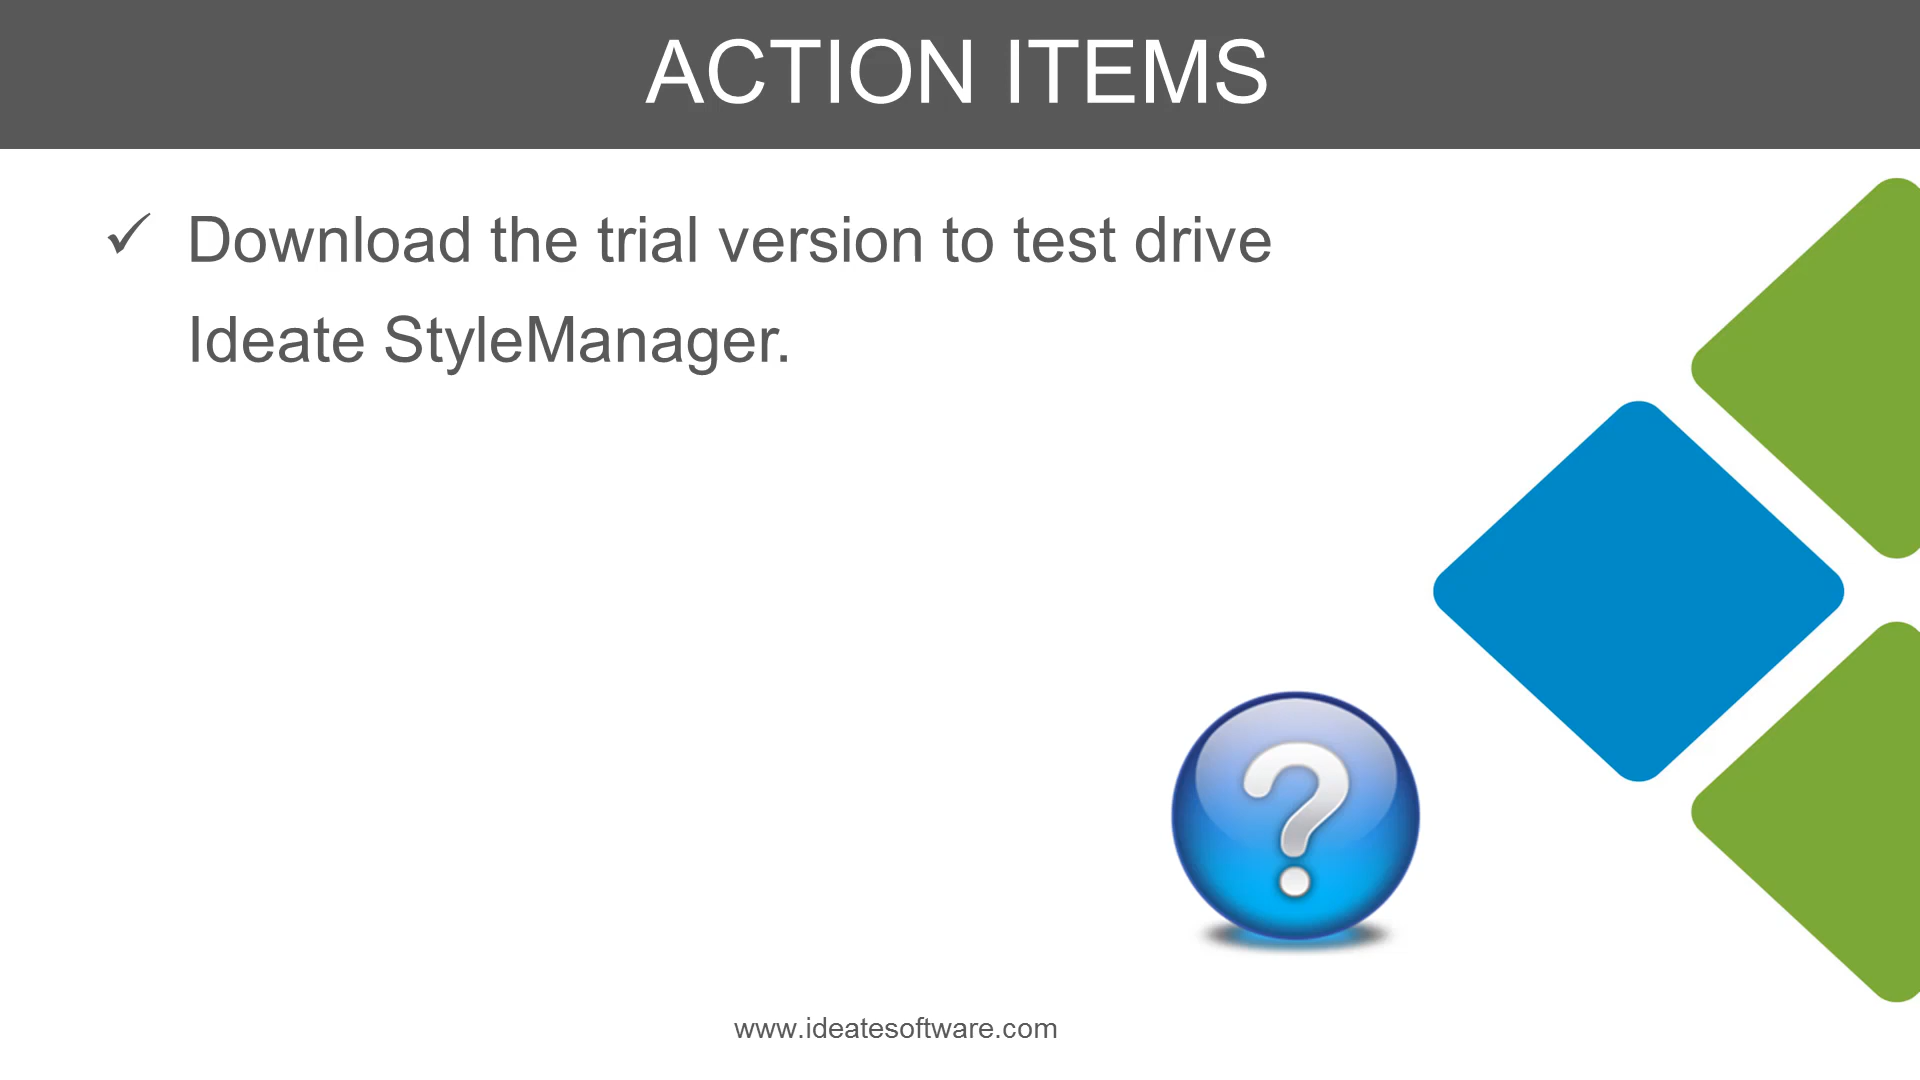 ACTION ITEMS
✓ Download the trial version to test drive
Ideate StyleManager.
?
www.ideatesoftware.com